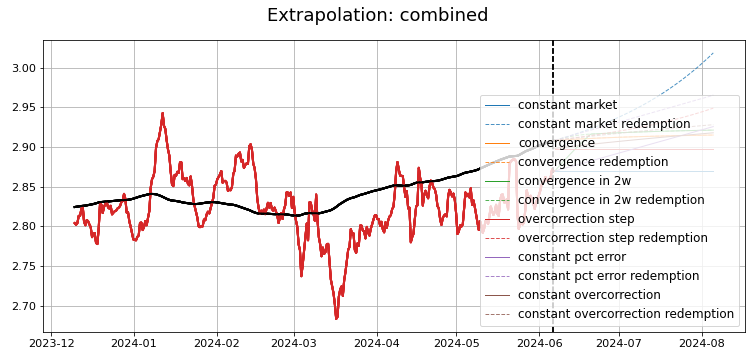 Extrapolation: combined
3.00
2.95
2.90
2.85
2.80
2.75
2.70
constant market
constant market redemption
convergence
convergence redemption
convergence in 2w
convergence in 2w redemption
overcorrection step
overcorrection step redemption
constant pct error
constant pct error redemption
constant overcorrection
constant overcorrection redemption
2023-12 2024-01 2024-02 2024-03 2024-04 2024-05 2024-06 2024-07 2024-08